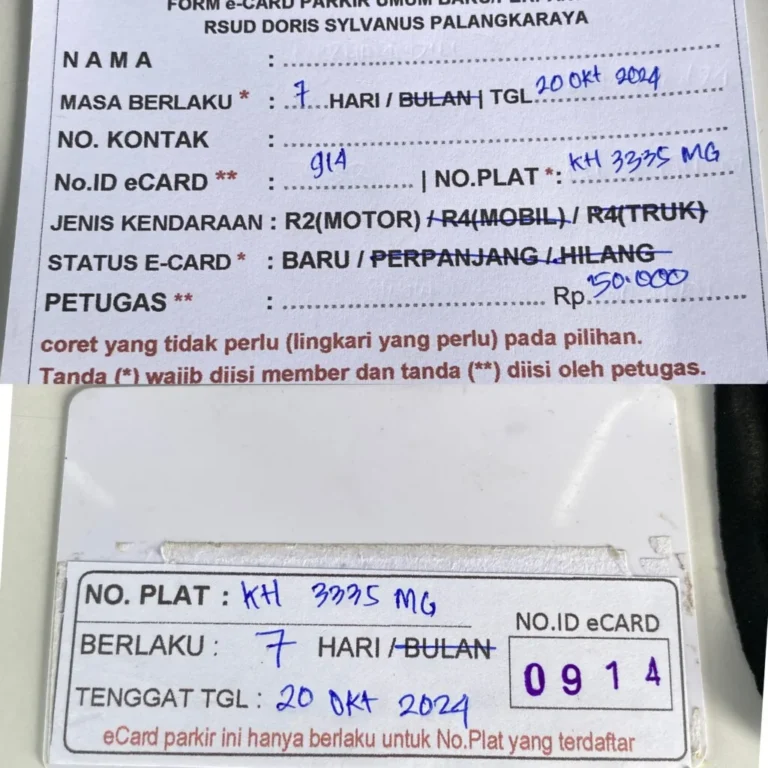 FORM e-CARD PARKIR UMUM
RSUD DORIS SYLVANUS PALANGKARAYA
NAMA :
MASA BERLAKU * : 7 HARI / BULAN | TGL 20 Okt 2024
NO. KONTAK :
No.ID eCARD ** : 914 | NO.PLAT *: KH 3335 MG
JENIS KENDARAAN : R2(MOTOR) / R4(MOBIL) / R4(TRUK)
STATUS E-CARD * : BARU / PERPANJANG / HILANG
PETUGAS ** : Rp 50.000
coret yang tidak perlu (lingkari yang perlu) pada pilihan.
Tanda (*) wajib diisi member dan tanda (**) diisi oleh petugas.
NO. PLAT : KH 3335 MG
BERLAKU : 7 HARI / BULAN
NO.ID eCARD
0914
TENGGAT TGL : 20 OKt 2024
eCard parkir ini hanya berlaku untuk No.Plat yang terdaftar